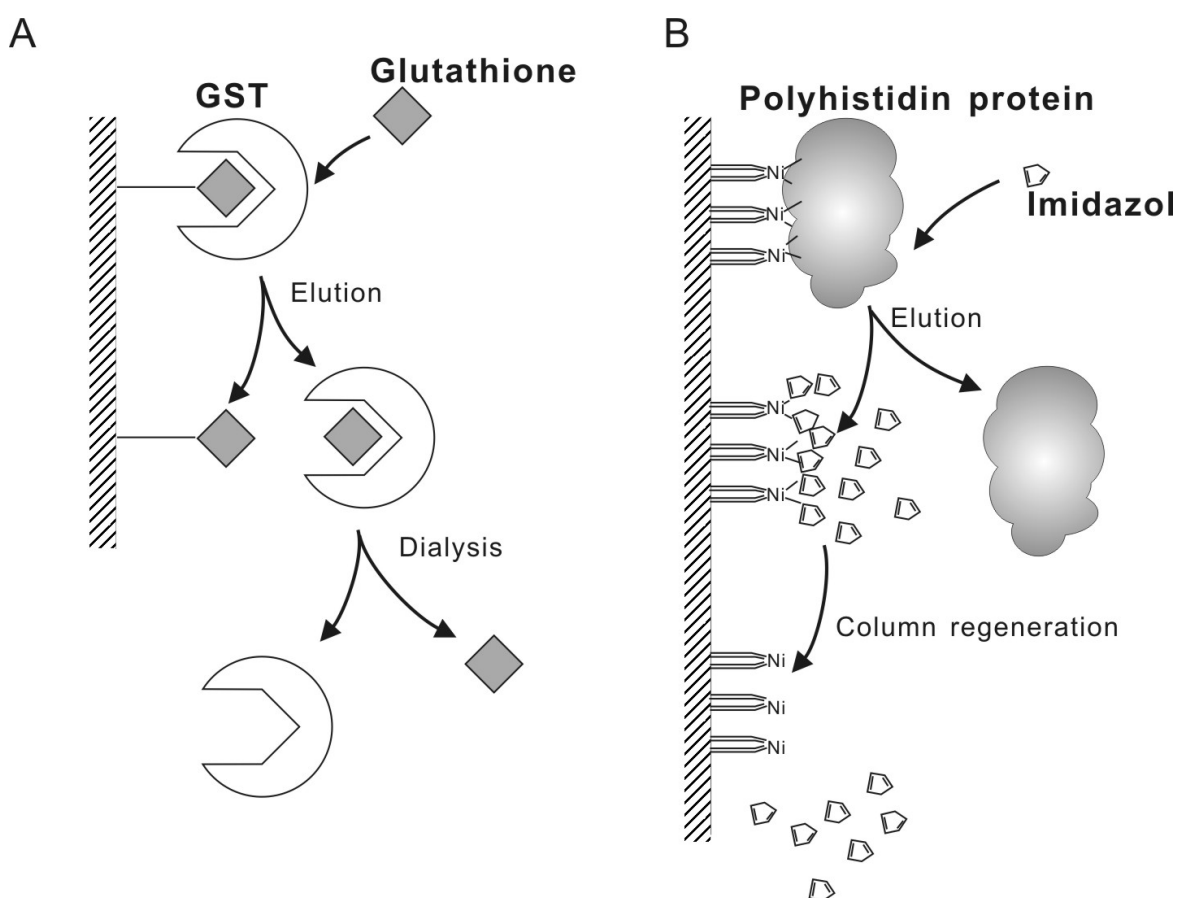 A
GST
Glutathione
Elution
Dialysis
B
Polyhistidin protein
Ni
Ni
Ni
Imidazol
Elution
Ni
Ni
Ni
Column regeneration
Ni
Ni
Ni